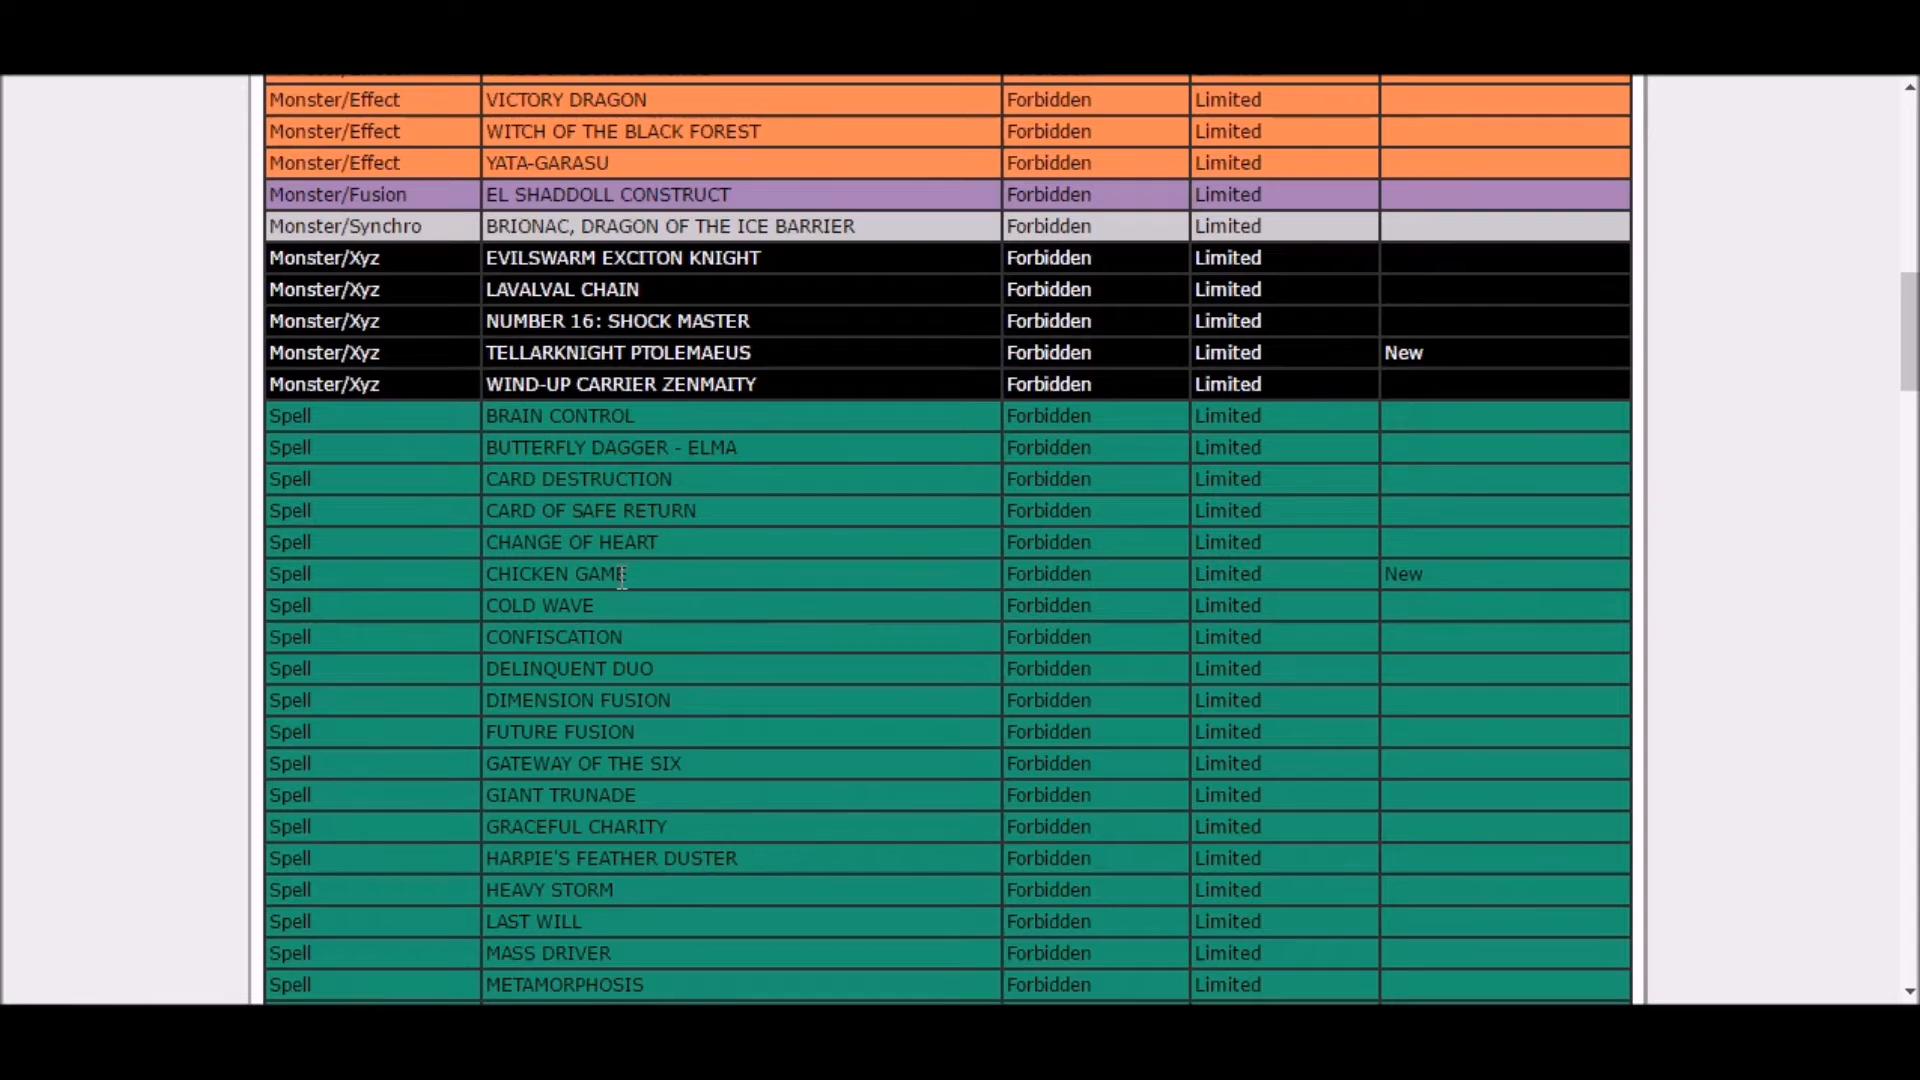 Monster/Effect VICTORY DRAGON Forbidden Limited
Monster/Effect WITCH OF THE BLACK FOREST Forbidden Limited
Monster/Effect YATA-GARASU Forbidden Limited
Monster/Fusion EL SHADDOLL CONSTRUCT Forbidden Limited
Monster/Synchro BRIONAC, DRAGON OF THE ICE BARRIER Forbidden Limited
Monster/Xyz EVILSWARM EXCITON KNIGHT Forbidden Limited
Monster/Xyz LAVALVAL CHAIN Forbidden Limited
Monster/Xyz NUMBER 16: SHOCK MASTER Forbidden Limited
Monster/Xyz TELLARKNIGHT PTOLEMAEUS Forbidden Limited New
Monster/Xyz WIND-UP CARRIER ZENMAITY Forbidden Limited
Spell BRAIN CONTROL Forbidden Limited
Spell BUTTERFLY DAGGER - ELMA Forbidden Limited
Spell CARD DESTRUCTION Forbidden Limited
Spell CARD OF SAFE RETURN Forbidden Limited
Spell CHANGE OF HEART Forbidden Limited
Spell CHICKEN GAME Forbidden Limited New
Spell COLD WAVE Forbidden Limited
Spell CONFISCATION Forbidden Limited
Spell DELINQUENT DUO Forbidden Limited
Spell DIMENSION FUSION Forbidden Limited
Spell FUTURE FUSION Forbidden Limited
Spell GATEWAY OF THE SIX Forbidden Limited
Spell GIANT TRUNADE Forbidden Limited
Spell GRACEFUL CHARITY Forbidden Limited
Spell HARPIE'S FEATHER DUSTER Forbidden Limited
Spell HEAVY STORM Forbidden Limited
Spell LAST WILL Forbidden Limited
Spell MASS DRIVER Forbidden Limited
Spell METAMORPHOSIS Forbidden Limited